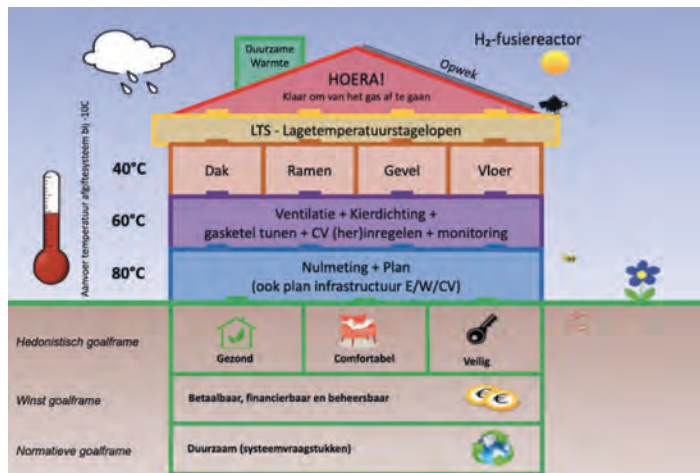 H₂-fusiereactor
Duurzame
Warmte
Opwek
HOERA!
Klaar om van het gas af te gaan
LTS - Lagetemperatuurstagelopen
Aanvoer temperatuur afgiftesysteem bij -10C
40°C
Dak
Ramen
Gevel
Vloer
60°C
Ventilatie + Kierdichting +
gasketel tunen + CV (her)inregelen + monitoring
80°C
Nulmeting + Plan
(ook plan infrastructuur E/W/CV)
Hedonistisch goalframe
Gezond
Comfortabel
Veilig
Winst goalframe
Betaalbaar, financierbaar en beheersbaar
Normatieve goalframe
Duurzaam (systeemvraagstukken)